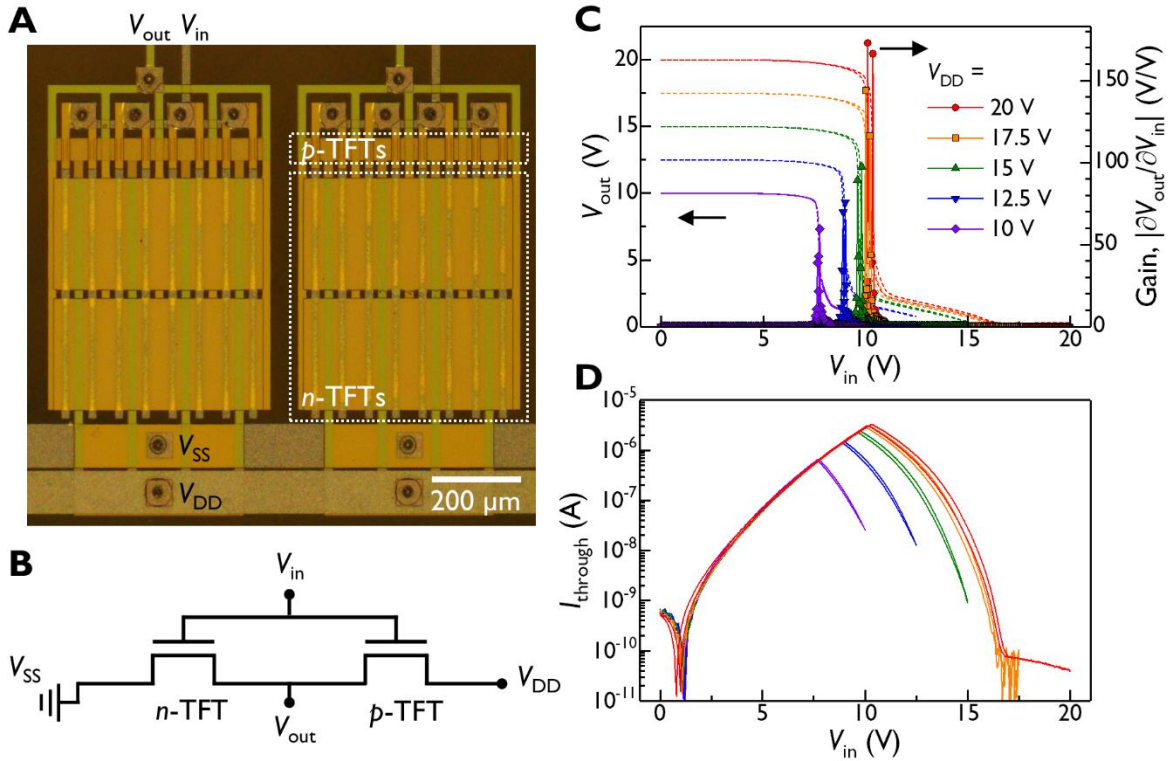 A
Vout Vin
p-TFTs
n-TFTs
VSS
VDD
200 μm
B
Vin
VSS
VDD
n-TFT
p-TFT
Vout
C
Vout (V)
20
15
10
5
0
VDD =
20 V
17.5 V
15 V
12.5 V
10 V
150
100
50
0
Gain, |∂Vout/∂Vin| (V/V)
0 5 10 15 20
Vin (V)
D
Ithrough (A)
10-5
10-6
10-7
10-8
10-9
10-10
10-11
0 5 10 15 20
Vin (V)